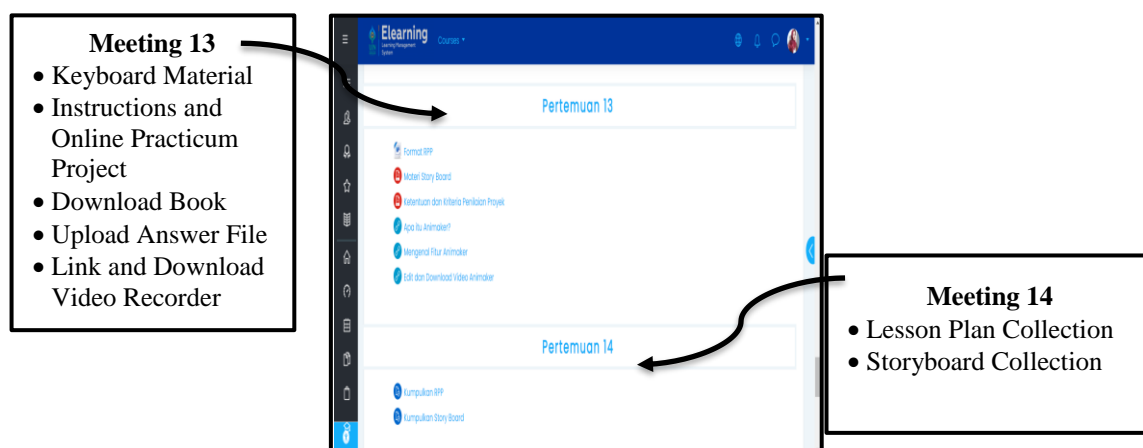 Meeting 13
• Keyboard Material
• Instructions and
Online Practicum
Project
• Download Book
• Upload Answer File
• Link and Download
Video Recorder
Elearning
Learning Management
System
Courses
Pertemuan 13
Format RPP
Materi Story Board
Ketentuan dan Kriteria Penilaian Proyek
Apa itu Animaker?
Mengenal Fitur Animaker
Edit dan Download Video Animaker
Pertemuan 14
Kumpulkan RPP
Kumpulkan Story Board
Meeting 14
• Lesson Plan Collection
• Storyboard Collection